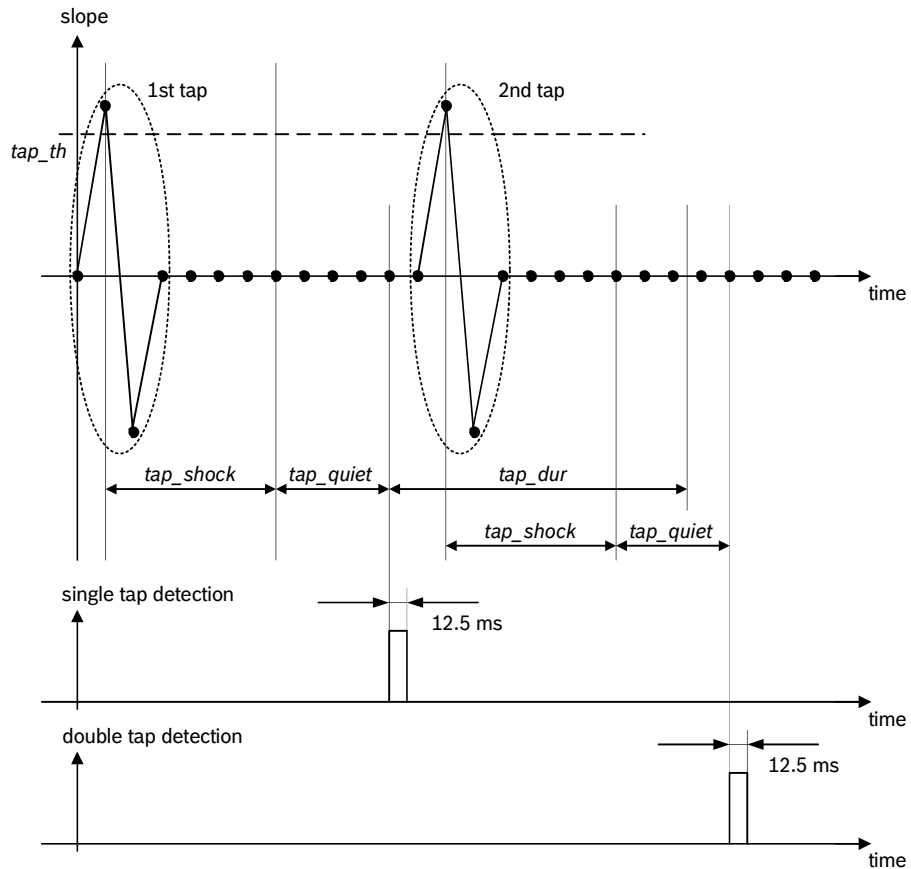 slope
1st tap
2nd tap
tap_th
time
tap_shock
tap_quiet
tap_dur
tap_shock
tap_quiet
single tap detection
12.5 ms
time
double tap detection
12.5 ms
time